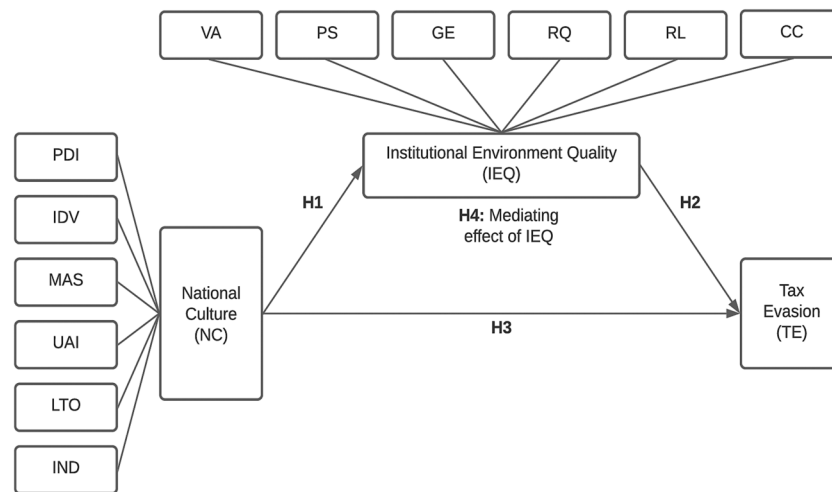 VA
PS
GE
RQ
RL
CC
PDI
IDV
MAS
UAI
LTO
IND
National
Culture
(NC)
H1
Institutional Environment Quality
(IEQ)
H4: Mediating
effect of IEQ
H2
H3
Tax
Evasion
(TE)